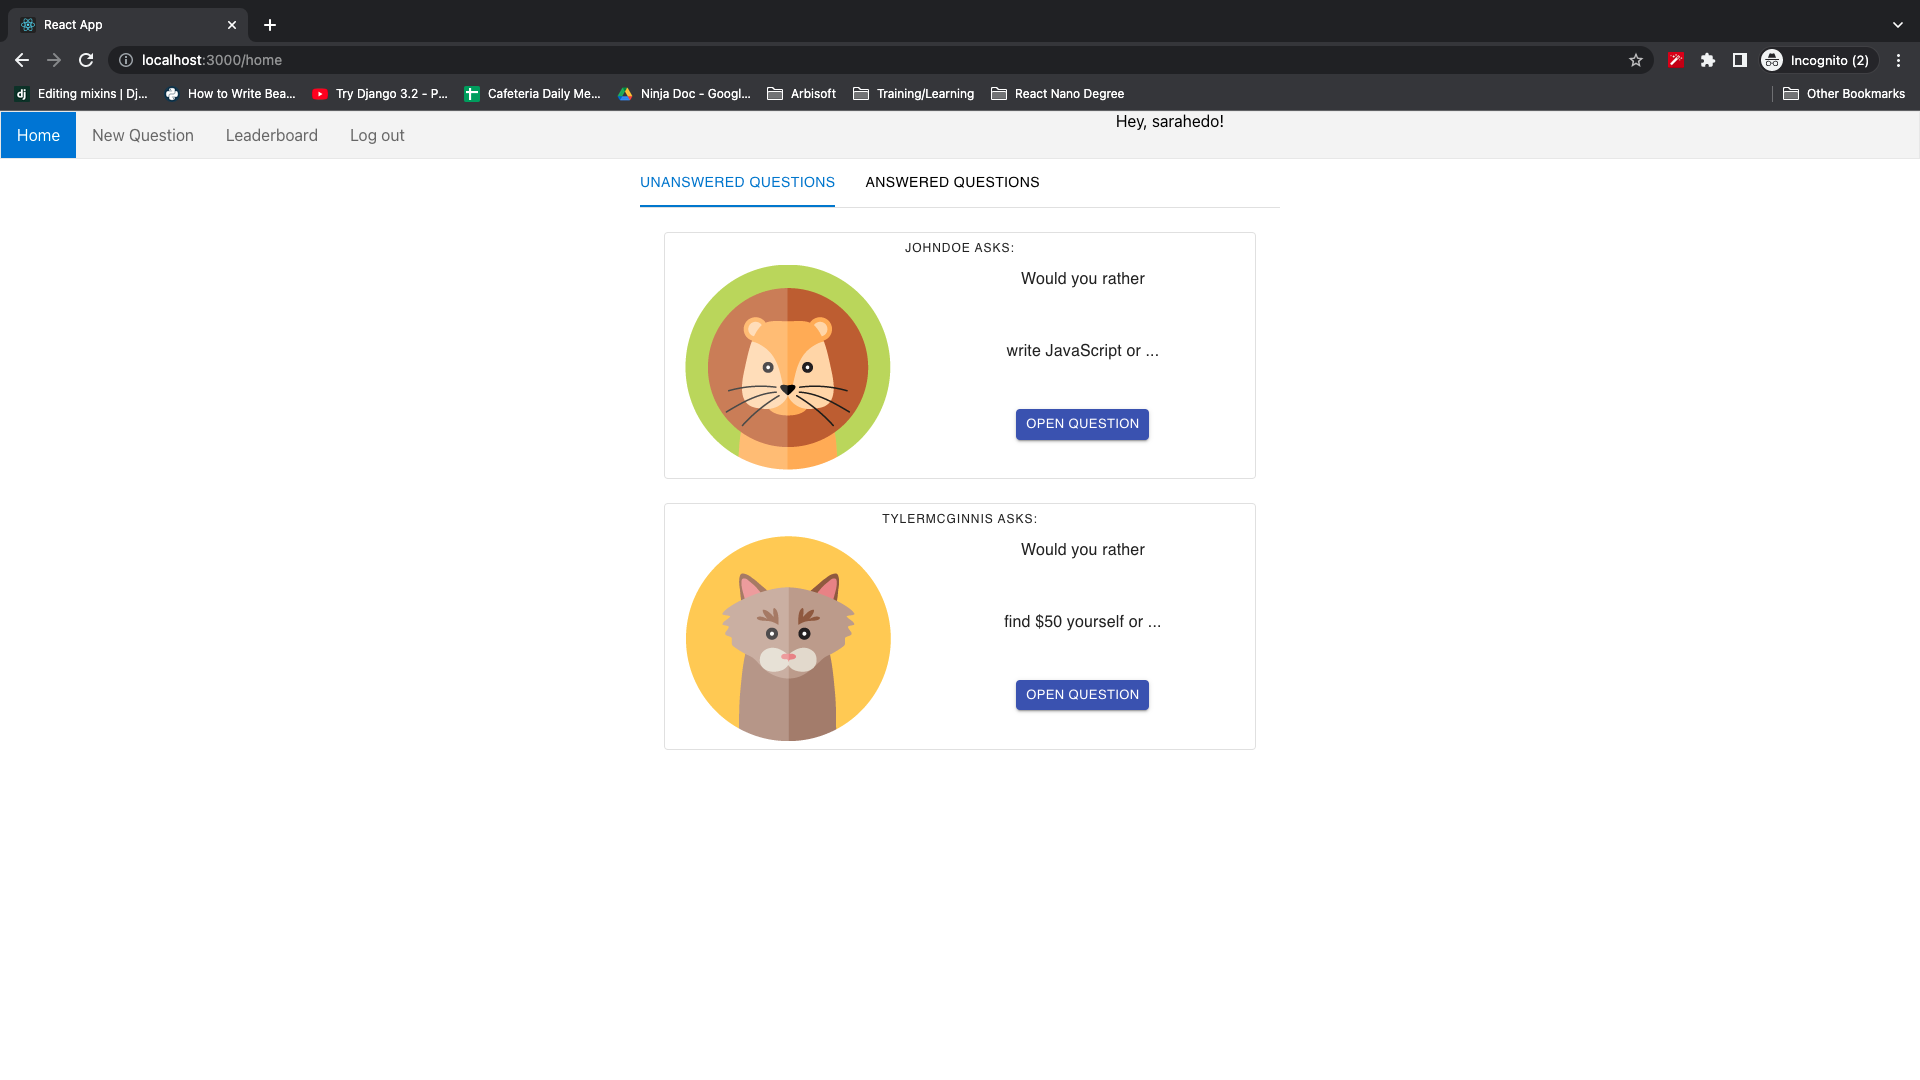 React App
localhost:3000/home
Incognito (2)
dj Editing mixins | Dj...
How to Write Bea...
Try Django 3.2 - P...
Cafeteria Daily Me...
Ninja Doc - Googl...
Arbisoft
Training/Learning
React Nano Degree
Other Bookmarks
Home
New Question
Leaderboard
Log out
Hey, sarahedo!
UNANSWERED QUESTIONS
ANSWERED QUESTIONS
JOHNDOE ASKS:
Would you rather
write JavaScript or ...
OPEN QUESTION
TYLERMCGINNIS ASKS:
Would you rather
find $50 yourself or ...
OPEN QUESTION